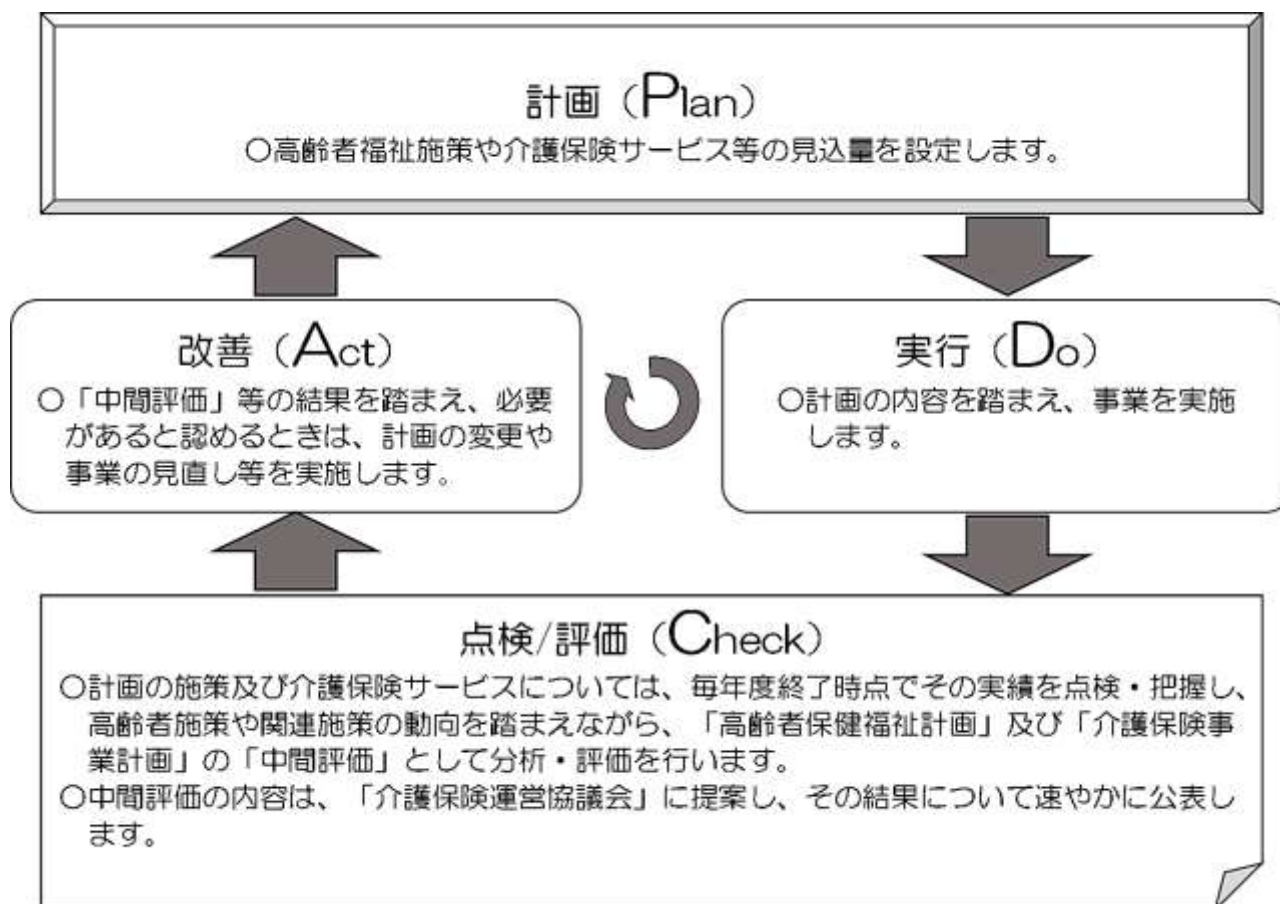 計画（Plan）
○高齢者福祉施策や介護保険サービス等の見込量を設定します。
改善（Act）
○「中間評価」等の結果を踏まえ、必要
があると認めるときは、計画の変更や
事業の見直し等を実施します。
実行（Do）
○計画の内容を踏まえ、事業を実施
します。
点検/評価（Check）
○計画の施策及び介護保険サービスについては、毎年度終了時点でその実績を点検・把握し、
高齢者施策や関連施策の動向を踏まえながら、「高齢者保健福祉計画」及び「介護保険事
業計画」の「中間評価」として分析・評価を行います。
○中間評価の内容は、「介護保険運営協議会」に提案し、その結果について速やかに公表し
ます。